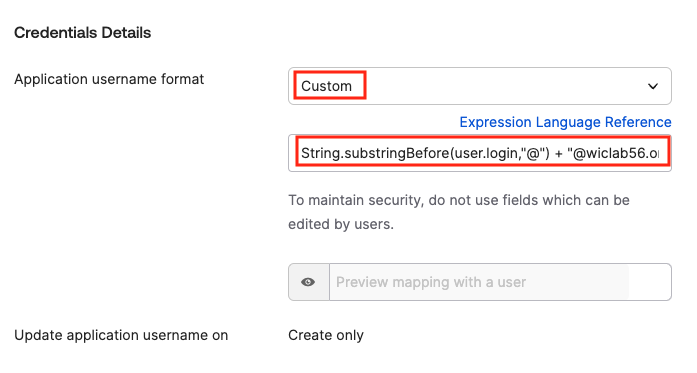 Credentials Details
Application username format
Custom
Expression Language Reference
String.substringBefore(user.login,"@") + "@wiclab56.o
To maintain security, do not use fields which can be
edited by users.
Preview mapping with a user
Update application username on
Create only